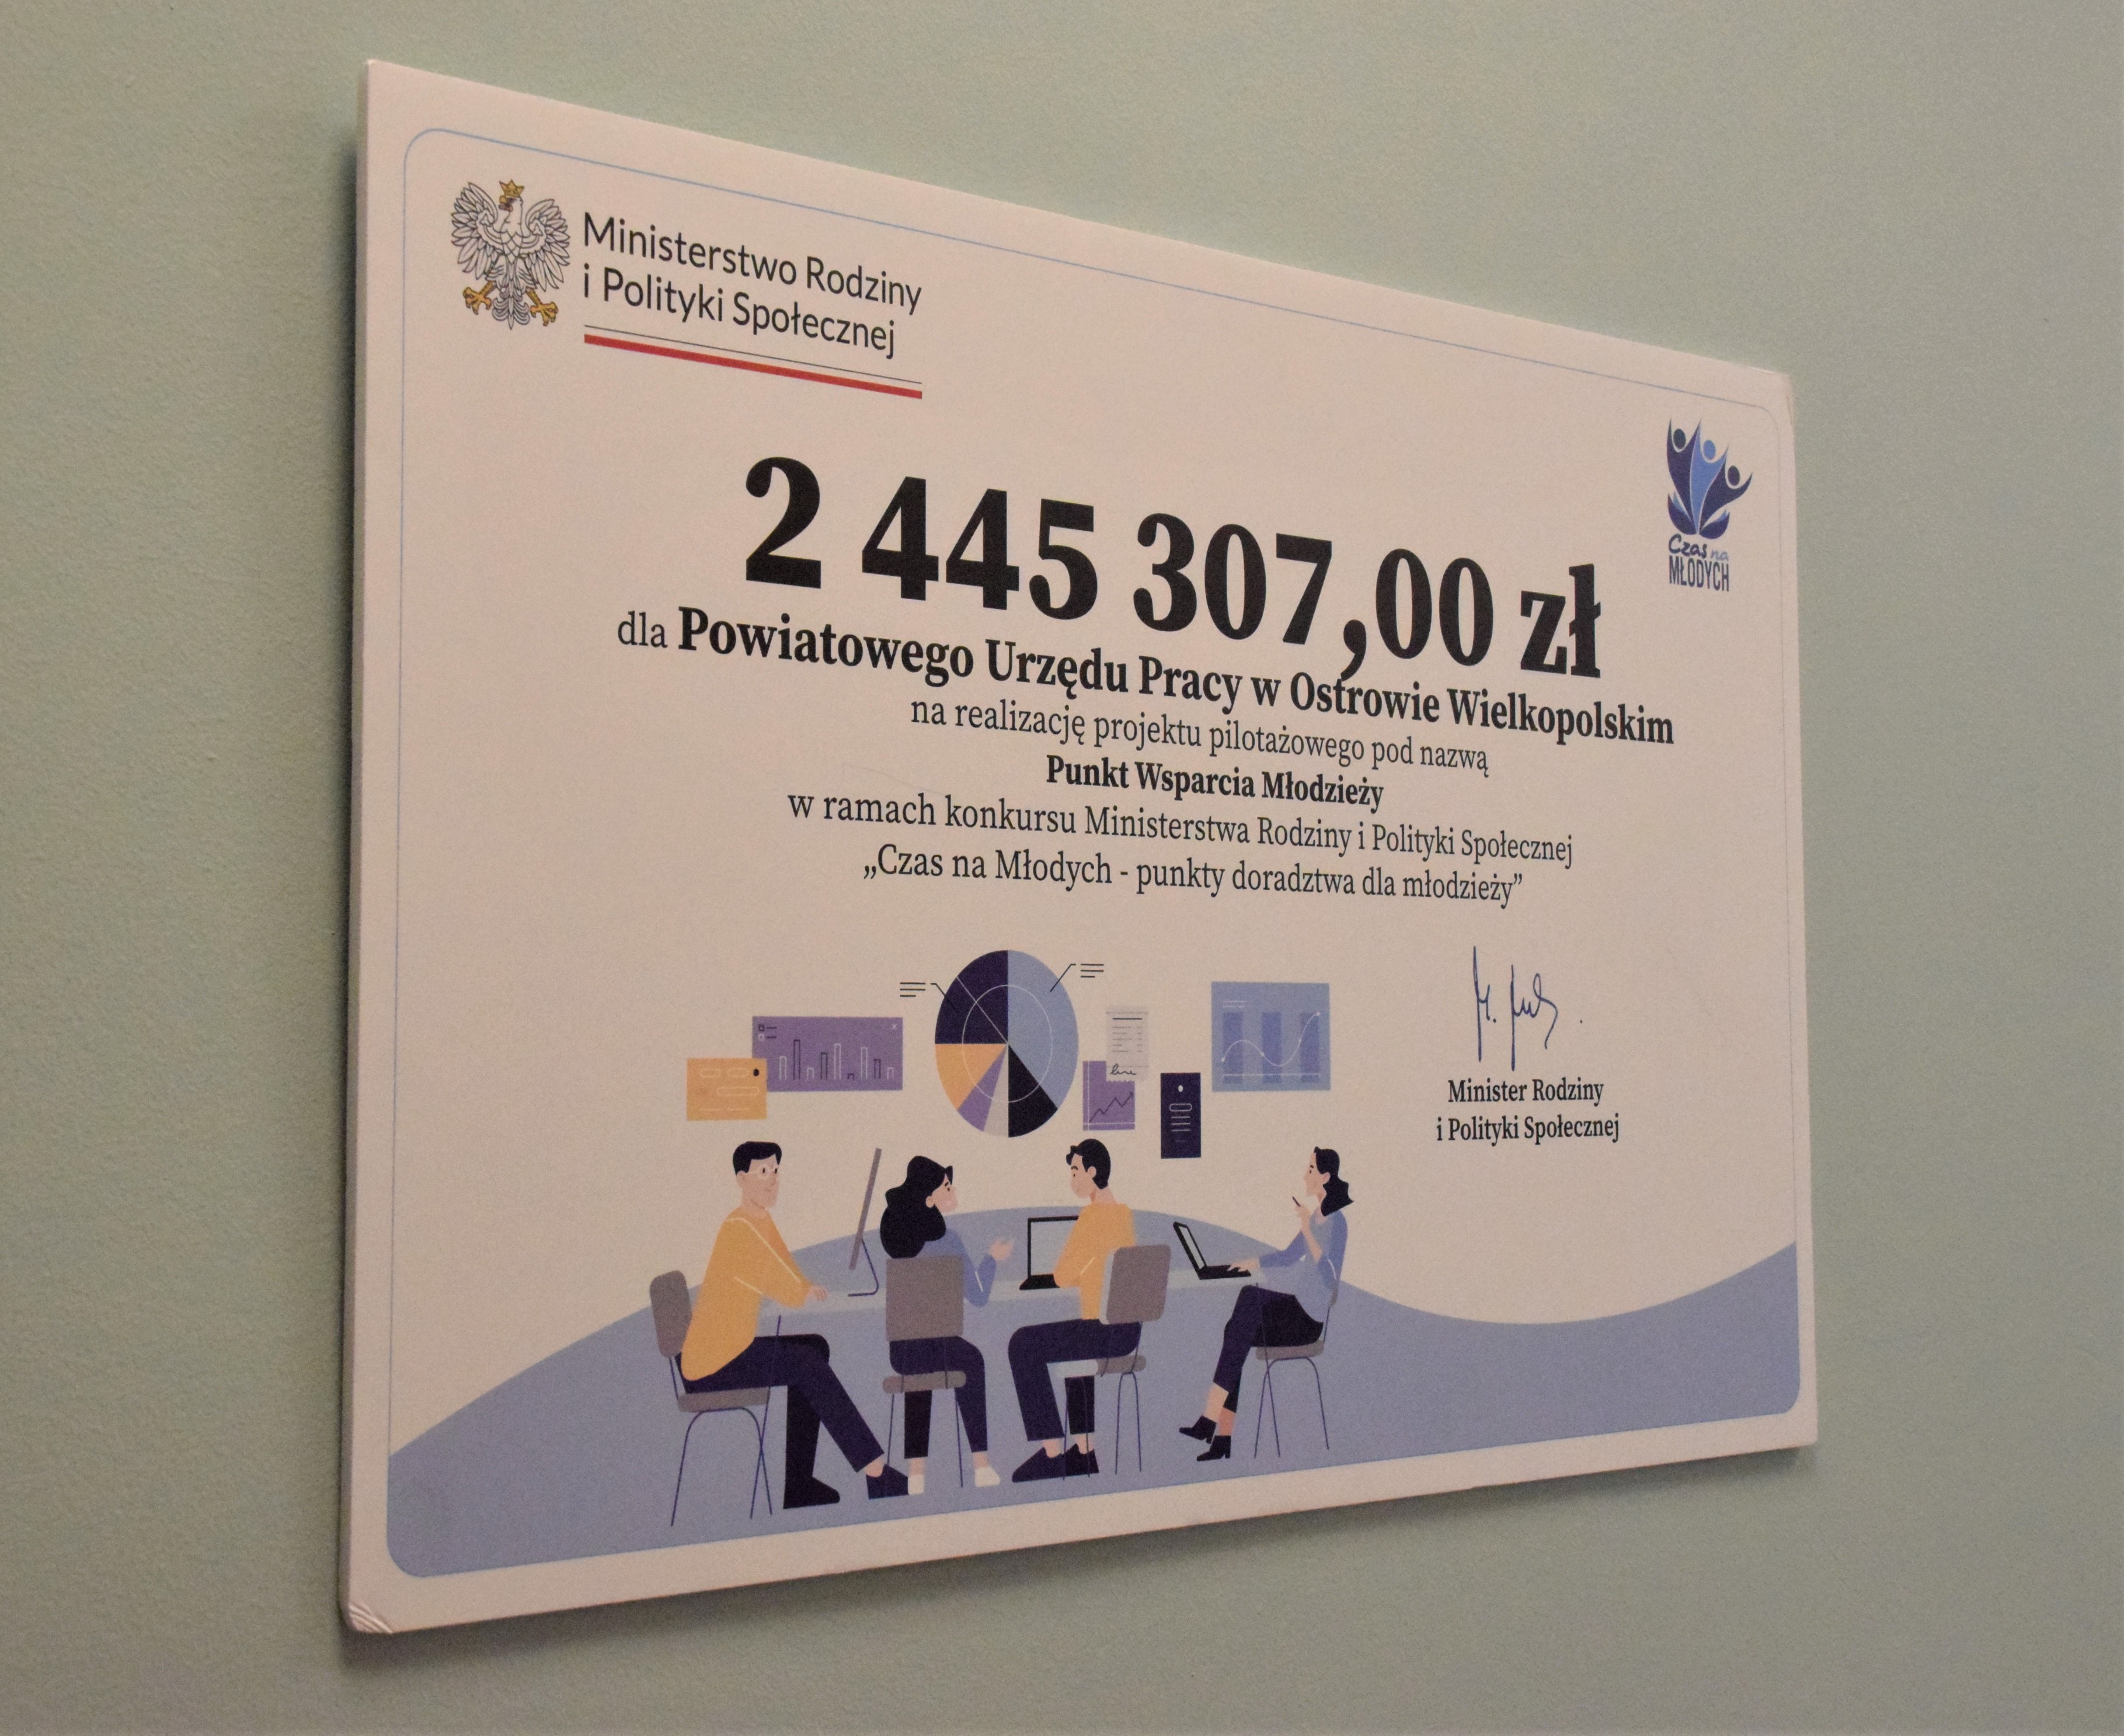 Ministerstwo Rodziny
i Polityki Społecznej
Czas na
MŁODYCH
2 445 307,00 zł
dla Powiatowego Urzędu Pracy w Ostrowie Wielkopolskim
na realizację projektu pilotażowego pod nazwą
Punkt Wsparcia Młodzieży
w ramach konkursu Ministerstwa Rodziny i Polityki Społecznej
„Czas na Młodych - punkty doradztwa dla młodzieży”
Minister Rodziny
i Polityki Społecznej